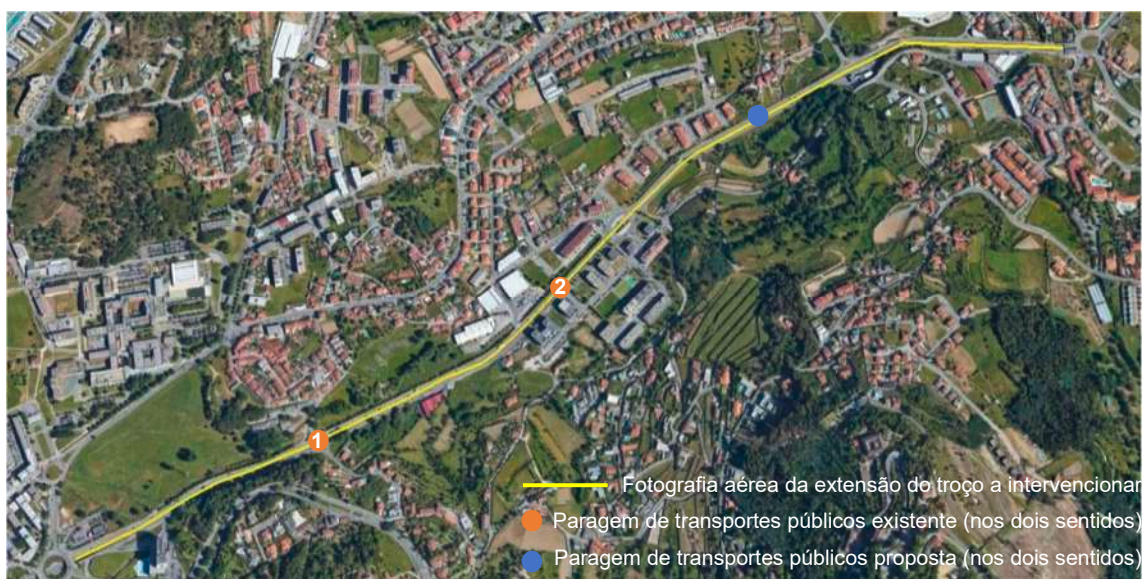 2
1
Fotografia aérea da extensão do troço a intervencionar
Paragem de transportes públicos existente (nos dois sentidos)
Paragem de transportes públicos proposta (nos dois sentidos)